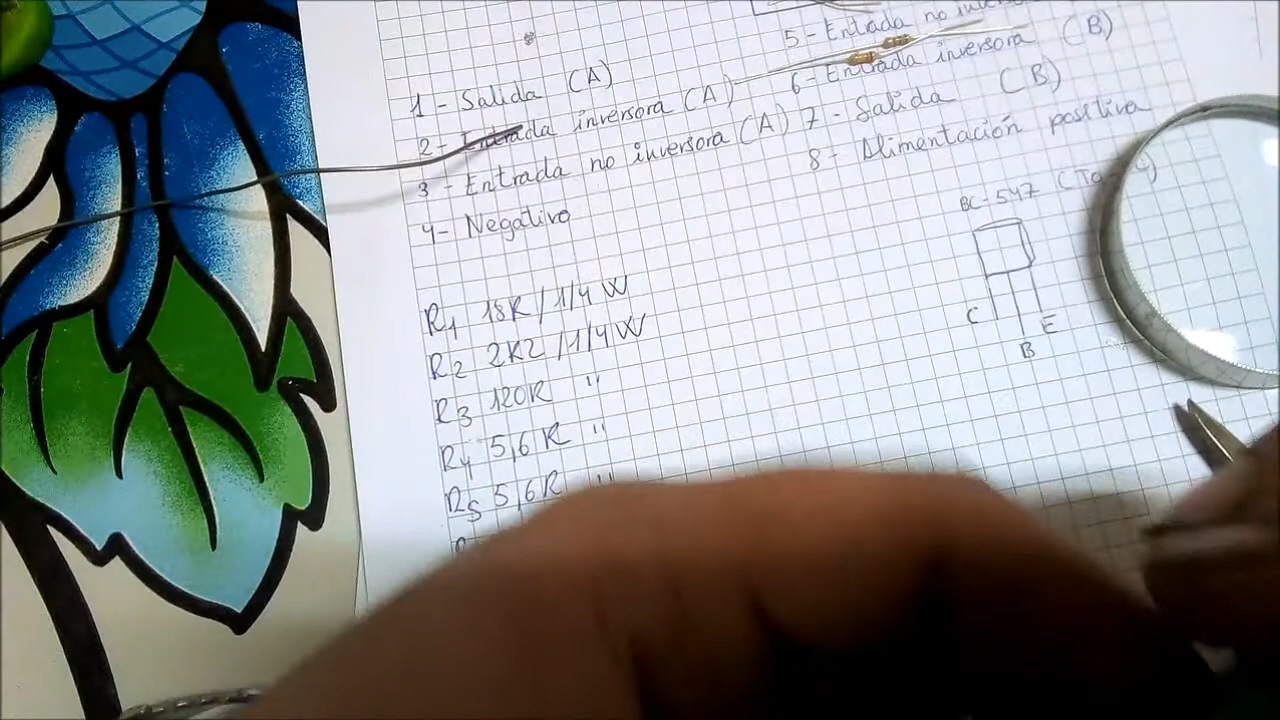 1 - Salida (A)
2 - Entrada inversora (A)
3 - Entrada no inversora (A)
4 - Negativo
5 - Entrada no
6 - Entrada inversora (B)
7 - Salida (B)
8 - Alimentación positiva
R1 18K / 1/4 W
R2 2K2 / 1/4 W
R3 120K "
R4 5,6 K "
R5 5,6K "
BC-547
C
B
E